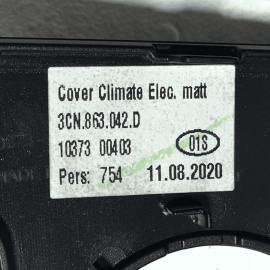 Cover Climate Elec. matt
3CN.863.042.D
10373 00403 01S
Pers: 754 11.08.2020